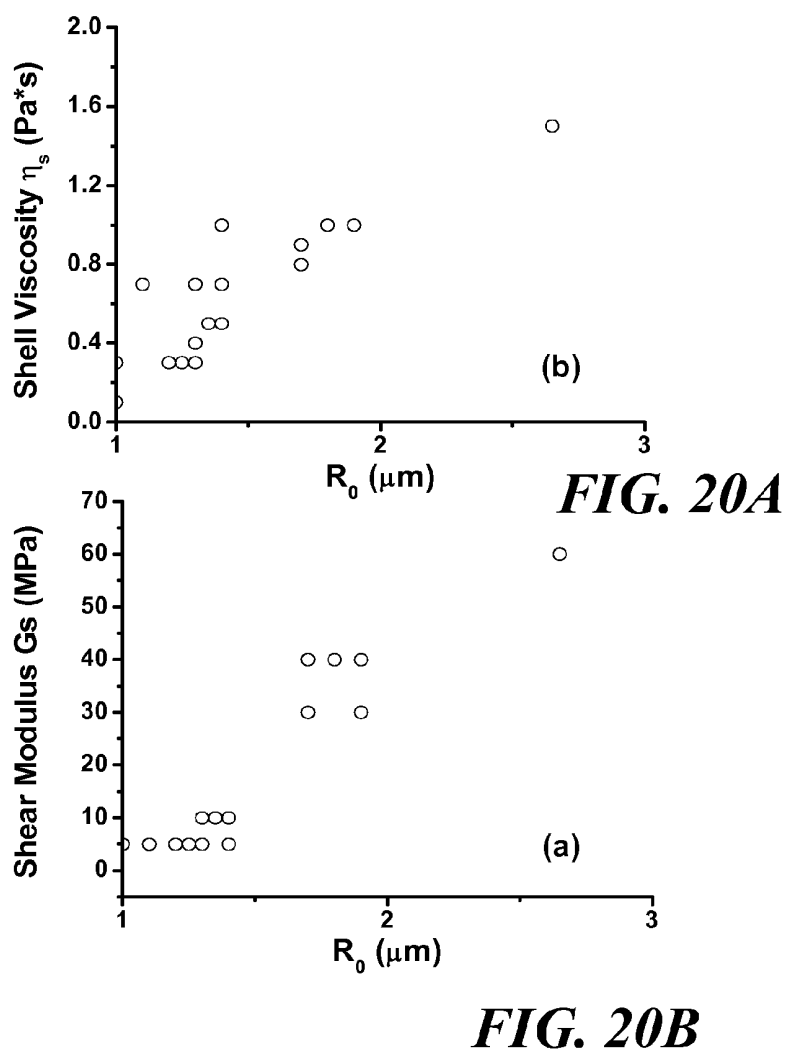 2.0
1.6
1.2
0.8
0.4
0.0
Shell Viscosity ηs (Pa*s)
(b)
1 2 3
R0 (μm)
FIG. 20A
70
60
50
40
30
20
10
0
Shear Modulus Gs (MPa)
(a)
1 2 3
R0 (μm)
FIG. 20B